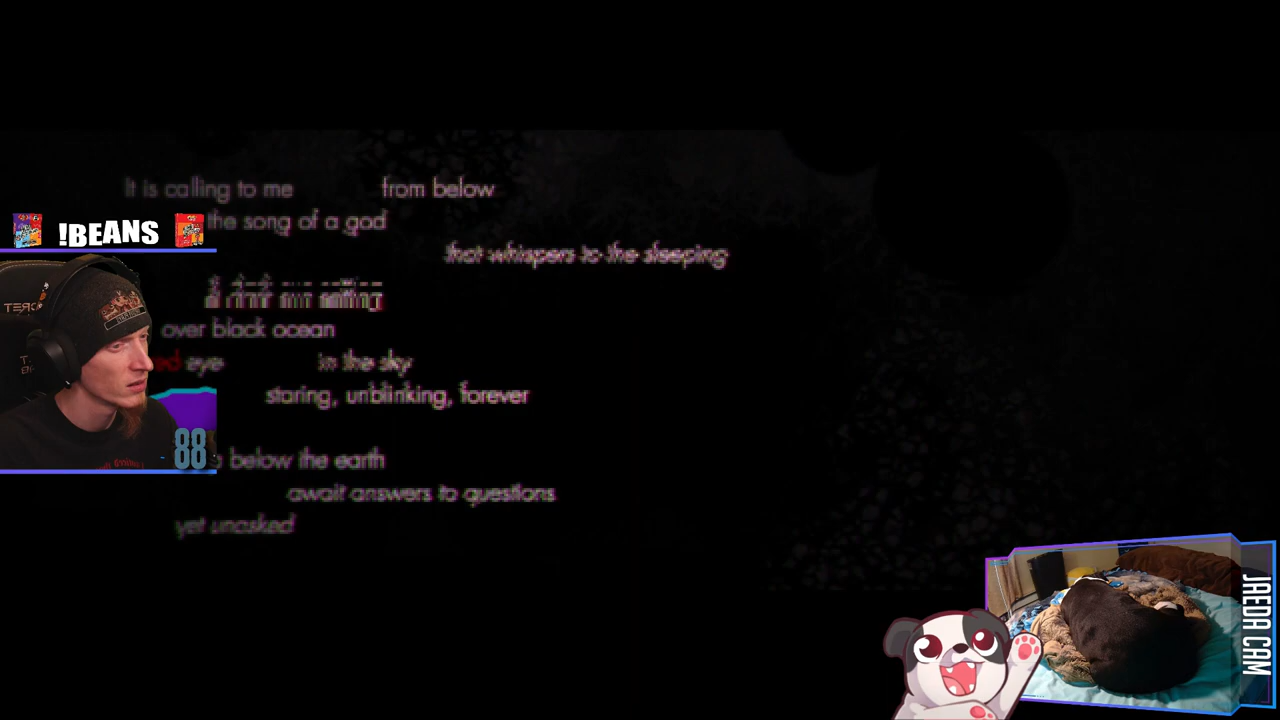 It is calling to me from below
the song of a god
that whispers to the sleeping
!BEANS
setting
over black ocean
red eye in the sky
staring, unblinking, forever
below the earth
await answers to questions
yet unasked
88
JAEDA CAM